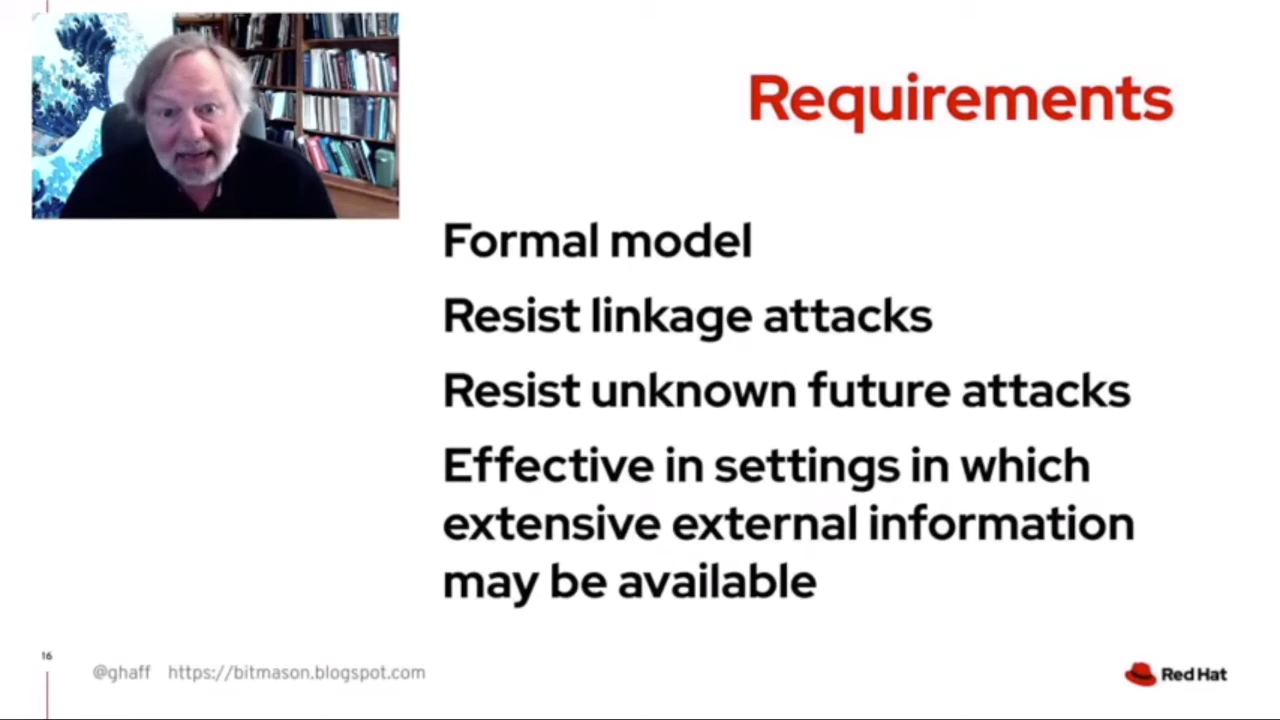 Requirements
Formal model
Resist linkage attacks
Resist unknown future attacks
Effective in settings in which
extensive external information
may be available
16
@ghaff https://bitmason.blogspot.com
Red Hat